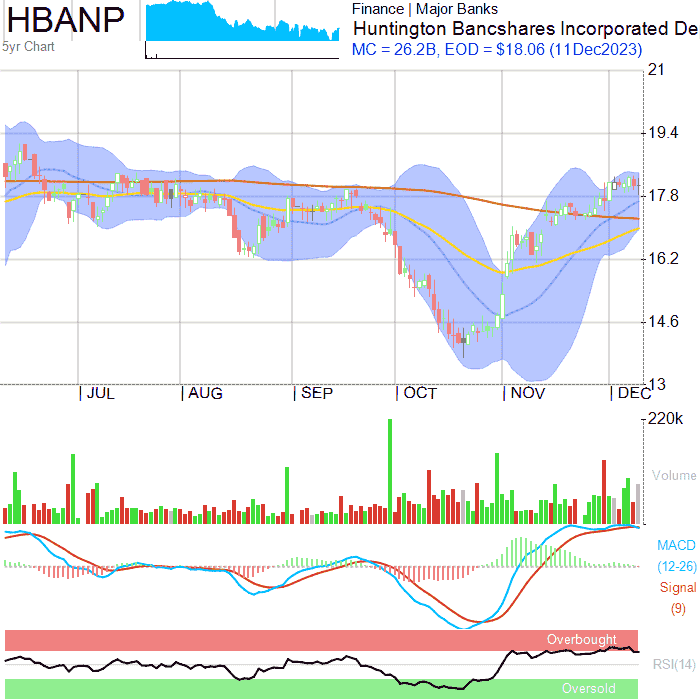 HBANP
5yr Chart
Finance | Major Banks
Huntington Bancshares Incorporated De
MC = 26.2B, EOD = $18.06 (11Dec2023)
21
19.4
17.8
16.2
14.6
13
JUL AUG SEP OCT NOV DEC
220k
Volume
MACD
(12-26)
Signal
(9)
Overbought
RSI(14)
Oversold